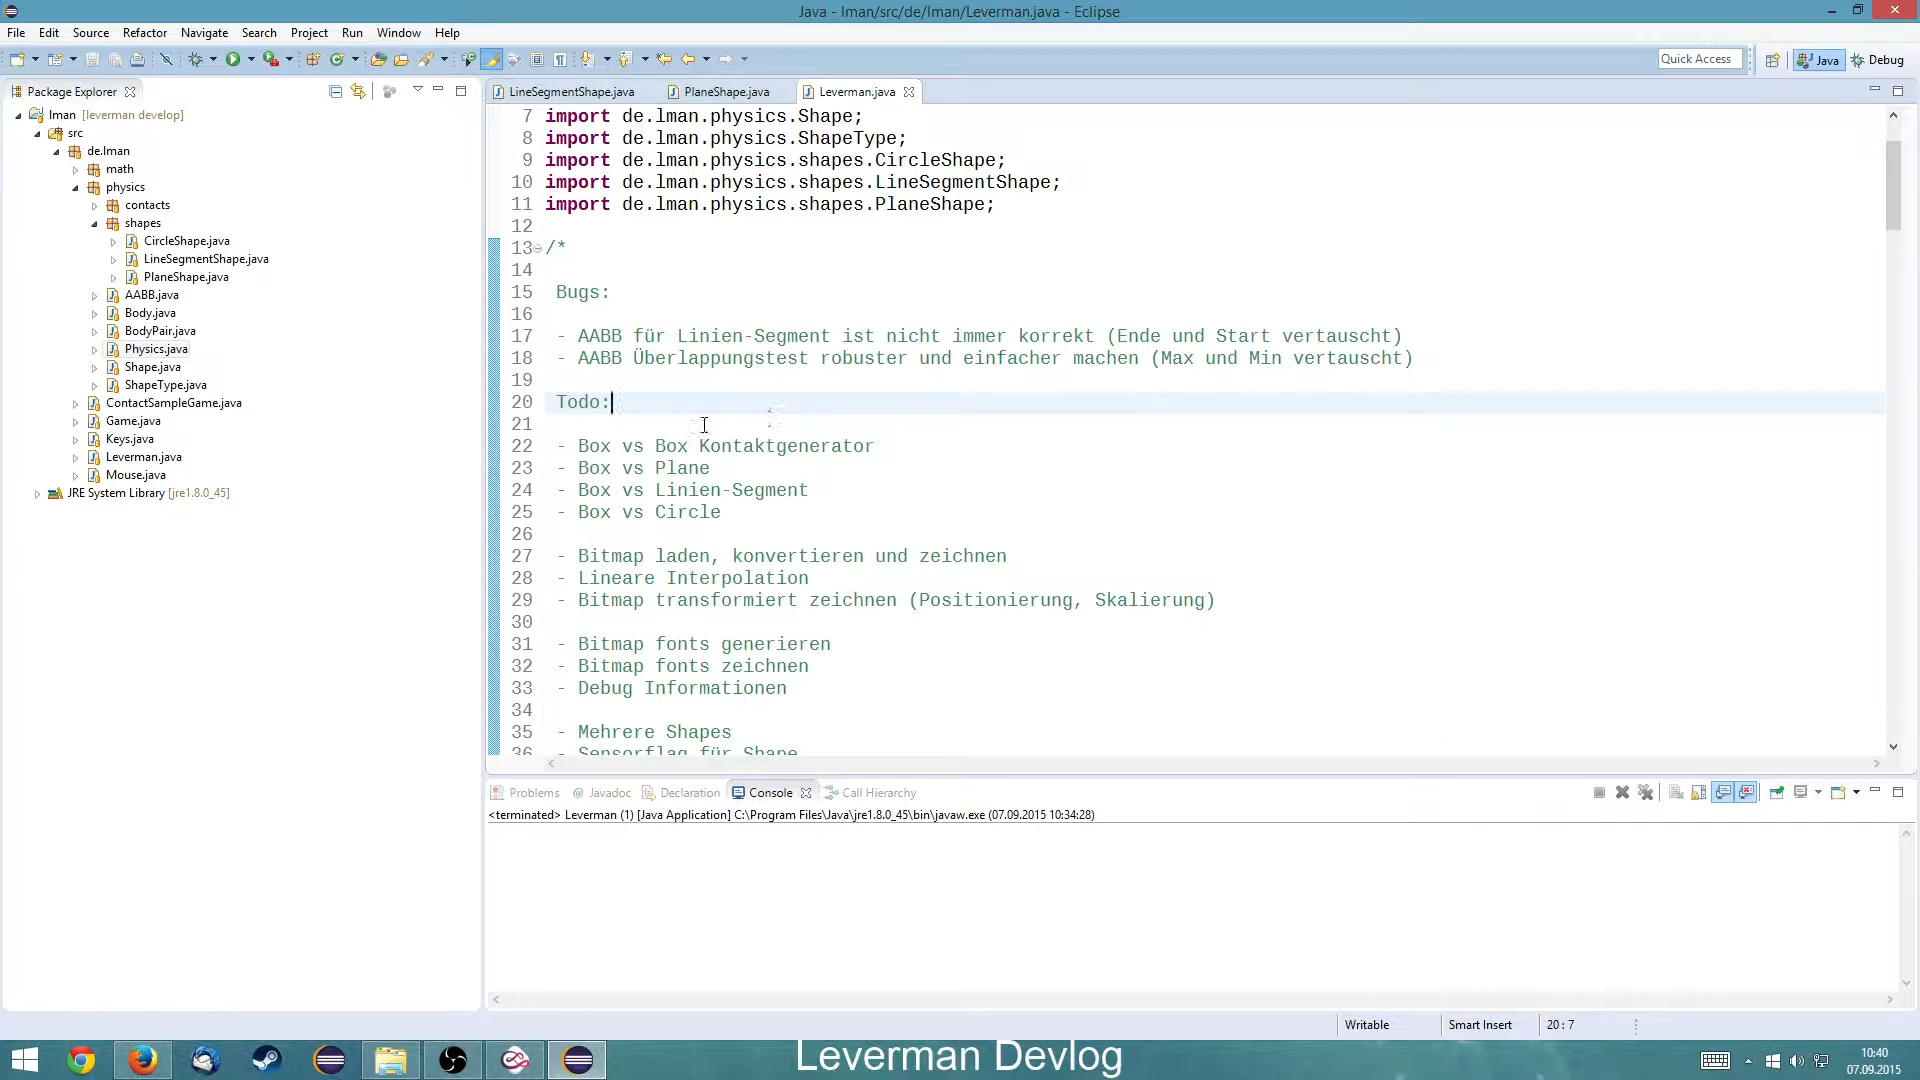 Java - lman/src/de/lman/Leverman.java - Eclipse
File Edit Source Refactor Navigate Search Project Run Window Help
Quick Access
Java
Debug
Package Explorer
LineSegmentShape.java
PlaneShape.java
Leverman.java
lman [leverman develop]
src
de.lman
math
physics
contacts
shapes
CircleShape.java
LineSegmentShape.java
PlaneShape.java
AABB.java
Body.java
BodyPair.java
Physics.java
Shape.java
ShapeType.java
ContactSampleGame.java
Game.java
Keys.java
Leverman.java
Mouse.java
JRE System Library [jre1.8.0_45]
7 import de.lman.physics.Shape;
8 import de.lman.physics.ShapeType;
9 import de.lman.physics.shapes.CircleShape;
10 import de.lman.physics.shapes.LineSegmentShape;
11 import de.lman.physics.shapes.PlaneShape;
12
13 /*
14
15 Bugs:
16
17 - AABB für Linien-Segment ist nicht immer korrekt (Ende und Start vertauscht)
18 - AABB Überlappungstest robuster und einfacher machen (Max und Min vertauscht)
19
20 Todo:
21
22 - Box vs Box Kontaktgenerator
23 - Box vs Plane
24 - Box vs Linien-Segment
25 - Box vs Circle
26
27 - Bitmap laden, konvertieren und zeichnen
28 - Lineare Interpolation
29 - Bitmap transformiert zeichnen (Positionierung, Skalierung)
30
31 - Bitmap fonts generieren
32 - Bitmap fonts zeichnen
33 - Debug Informationen
34
35 - Mehrere Shapes
36 - Sensorflag für Shape
Problems
@ Javadoc
Declaration
Console
Call Hierarchy
<terminated> Leverman (1) [Java Application] C:\Program Files\Java\jre1.8.0_45\bin\javaw.exe (07.09.2015 10:34:28)
Writable
Smart Insert
20 : 7
Leverman Devlog
10:40
07.09.2015